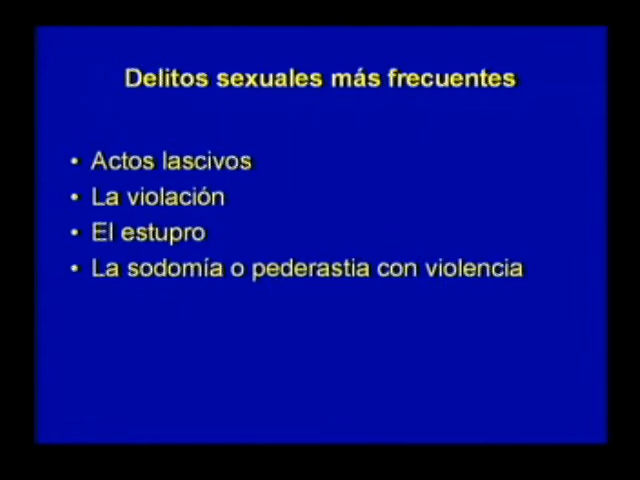 Delitos sexuales más frecuentes
• Actos lascivos
• La violación
• El estupro
• La sodomía o pederastia con violencia